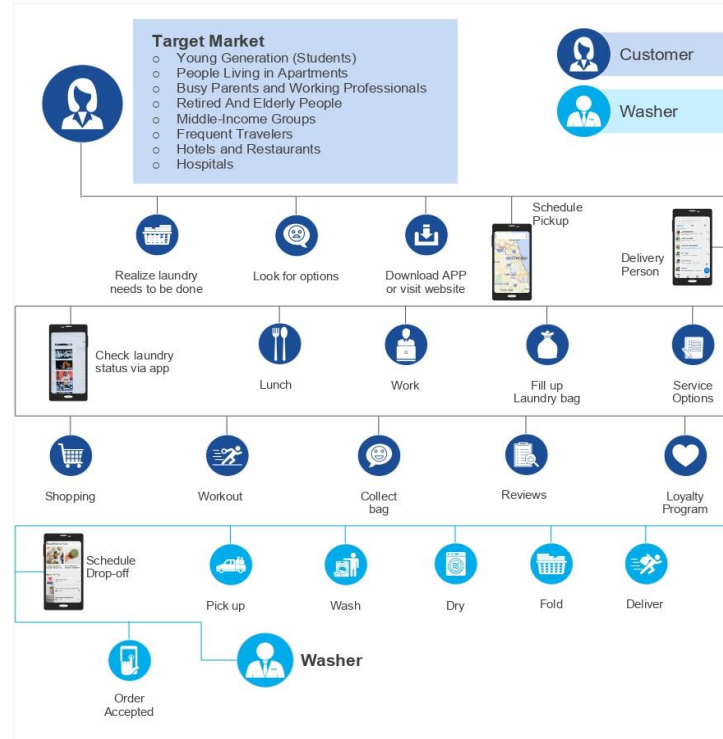 Target Market
o Young Generation (Students)
o People Living in Apartments
o Busy Parents and Working Professionals
o Retired And Elderly People
o Middle-Income Groups
o Frequent Travelers
o Hotels and Restaurants
o Hospitals
Customer
Washer
Realize laundry
needs to be done
Look for options
Download APP
or visit website
Schedule
Pickup
Delivery
Person
Check laundry
status via app
Lunch
Work
Fill up
Laundry bag
Service
Options
Shopping
Workout
Collect
bag
Reviews
Loyalty
Program
Schedule
Drop-off
Pick up
Wash
Dry
Fold
Deliver
Order
Accepted
Washer